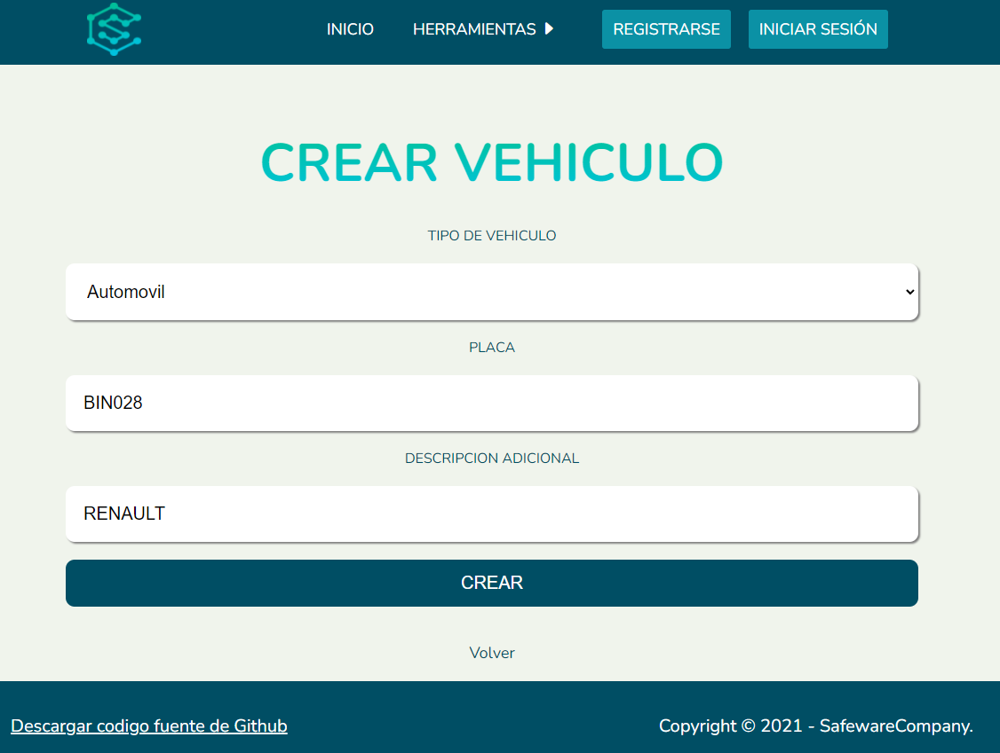 INICIO HERRAMIENTAS REGISTRARSE INICIAR SESIÓN
CREAR VEHICULO
TIPO DE VEHICULO
Automovil
PLACA
BIN028
DESCRIPCION ADICIONAL
RENAULT
CREAR
Volver
Descargar codigo fuente de Github Copyright © 2021 - SafewareCompany.